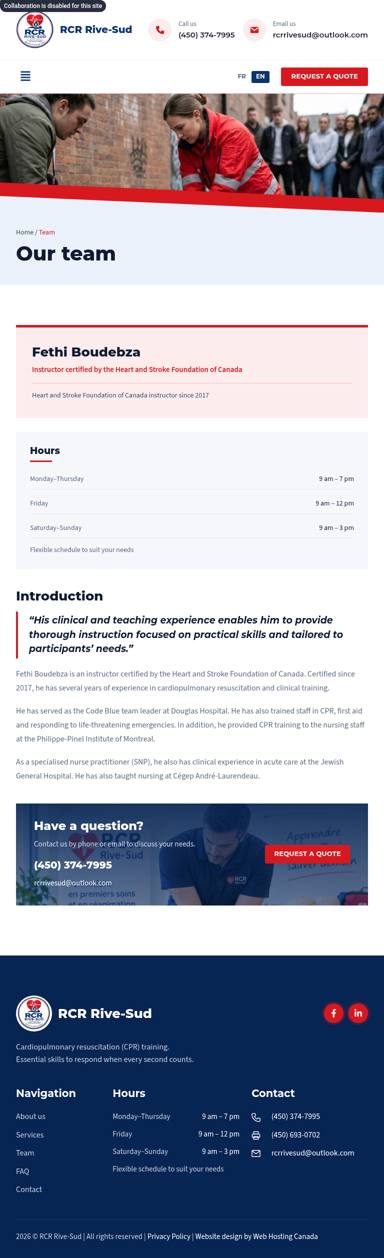 Collaboration is disabled for this site
RCR
RIVE-SUD
RCR Rive-Sud
Call us
(450) 374-7995
Email us
rcrrivesud@outlook.com
FR
EN
REQUEST A QUOTE
Home / Team
Our team
Fethi Boudebza
Instructor certified by the Heart and Stroke Foundation of Canada
Heart and Stroke Foundation of Canada instructor since 2017
Hours
Monday–Thursday 9 am – 7 pm
Friday 9 am – 12 pm
Saturday–Sunday 9 am – 3 pm
Flexible schedule to suit your needs
Introduction
“His clinical and teaching experience enables him to provide
thorough instruction focused on practical skills and tailored to
participants’ needs.”
Fethi Boudebza is an instructor certified by the Heart and Stroke Foundation of Canada. Certified since
2017, he has several years of experience in cardiopulmonary resuscitation and clinical training.
He has served as the Code Blue team leader at Douglas Hospital. He has also trained staff in CPR, first aid
and responding to life-threatening emergencies. In addition, he provided CPR training to the nursing staff
at the Philippe-Pinel Institute of Montreal.
As a specialised nurse practitioner (SNP), he also has clinical experience in acute care at the Jewish
General Hospital. He has also taught nursing at Cégep André-Laurendeau.
Have a question?
Contact us by phone or email to discuss your needs.
(450) 374-7995
rcrrivesud@outlook.com
REQUEST A QUOTE
Rive-Sud
en premiers soins
Apprendre
RCR
RCR
RIVE-SUD
RCR Rive-Sud
Cardiopulmonary resuscitation (CPR) training.
Essential skills to respond when every second counts.
Navigation
About us
Services
Team
FAQ
Contact
Hours
Monday–Thursday 9 am – 7 pm
Friday 9 am – 12 pm
Saturday–Sunday 9 am – 3 pm
Flexible schedule to suit your needs
Contact
(450) 374-7995
(450) 693-0702
rcrrivesud@outlook.com
2026 © RCR Rive-Sud | All rights reserved | Privacy Policy | Website design by Web Hosting Canada